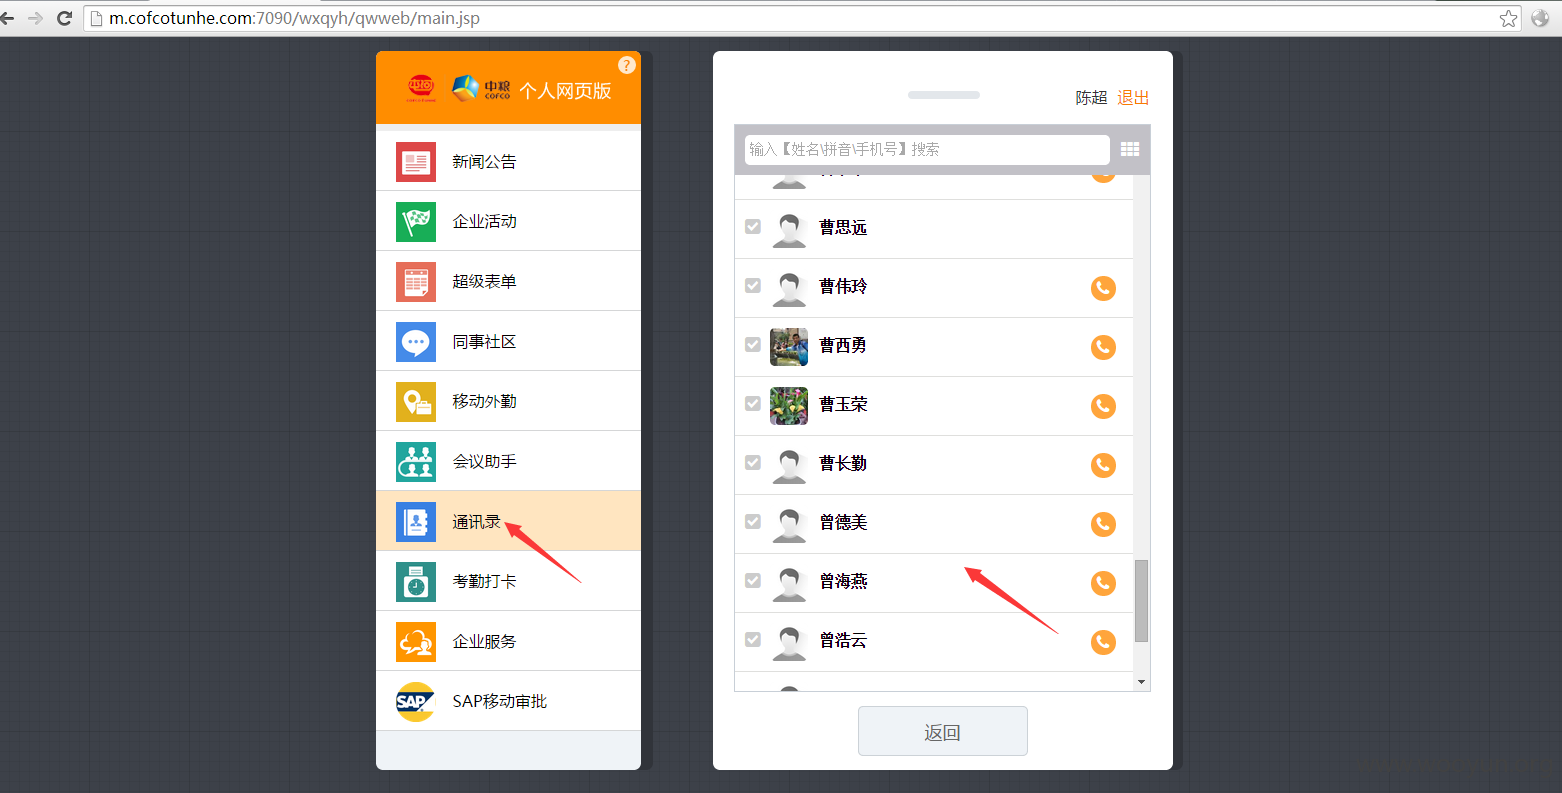 m.cofcotunhe.com:7090/wxqyh/qwweb/main.jsp
?
中粮
COFCO
个人网页版
新闻公告
企业活动
超级表单
同事社区
移动外勤
会议助手
通讯录
考勤打卡
企业服务
SAP
SAP移动审批
陈超 退出
输入【姓名\拼音\手机号】搜索
曹思远
曹伟玲
曹西勇
曹玉荣
曹长勤
曾德美
曾海燕
曾浩云
返回